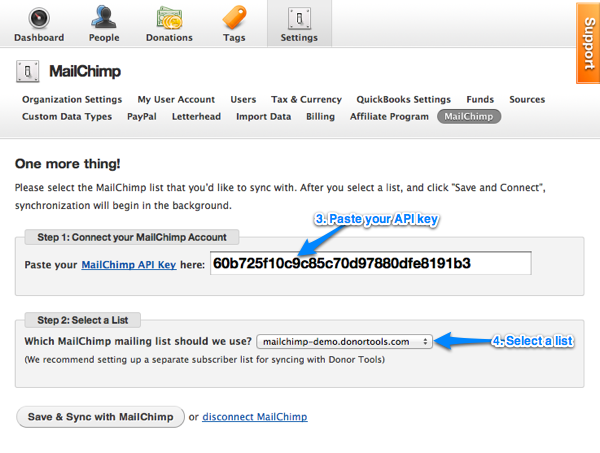 Dashboard People Donations Tags Settings
Support
MailChimp
Organization Settings My User Account Users Tax & Currency QuickBooks Settings Funds Sources
Custom Data Types PayPal Letterhead Import Data Billing Affiliate Program MailChimp
One more thing!
Please select the MailChimp list that you'd like to sync with. After you select a list, and click "Save and Connect",
synchronization will begin in the background.
3. Paste your API key
Step 1: Connect your MailChimp Account
Paste your MailChimp API Key here: 60b725f10c9c85c70d97880dfe8191b3
Step 2: Select a List
Which MailChimp mailing list should we use? mailchimp-demo.donortools.com 4. Select a list
(We recommend setting up a separate subscriber list for syncing with Donor Tools)
Save & Sync with MailChimp or disconnect MailChimp